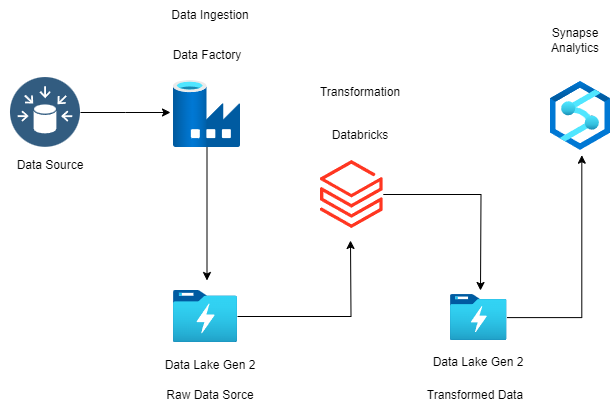 Data Ingestion
Data Factory
Data Source
Transformation
Databricks
Synapse
Analytics
Data Lake Gen 2
Raw Data Sorce
Data Lake Gen 2
Transformed Data